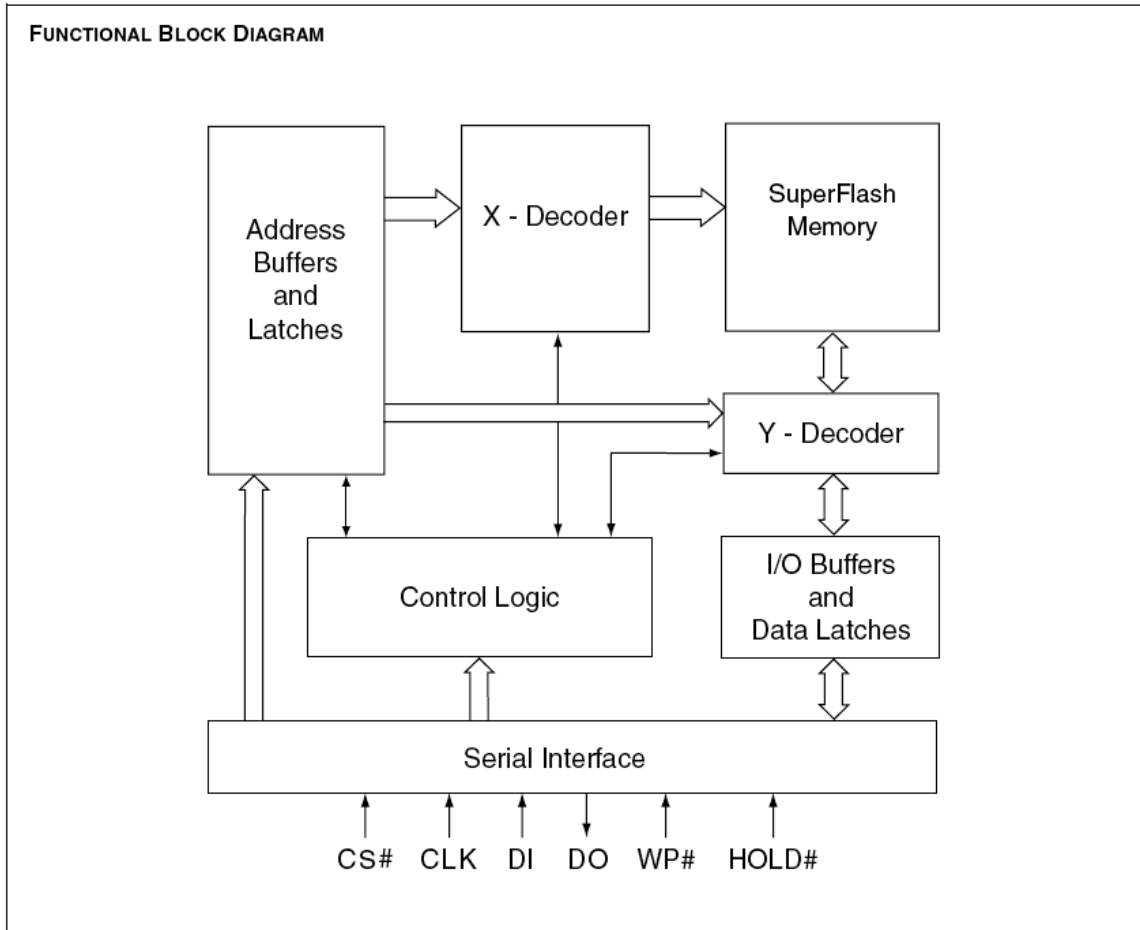 FUNCTIONAL BLOCK DIAGRAM
Address
Buffers
and
Latches
X - Decoder
SuperFlash
Memory
Y - Decoder
Control Logic
I/O Buffers
and
Data Latches
Serial Interface
CS# CLK DI DO WP# HOLD#